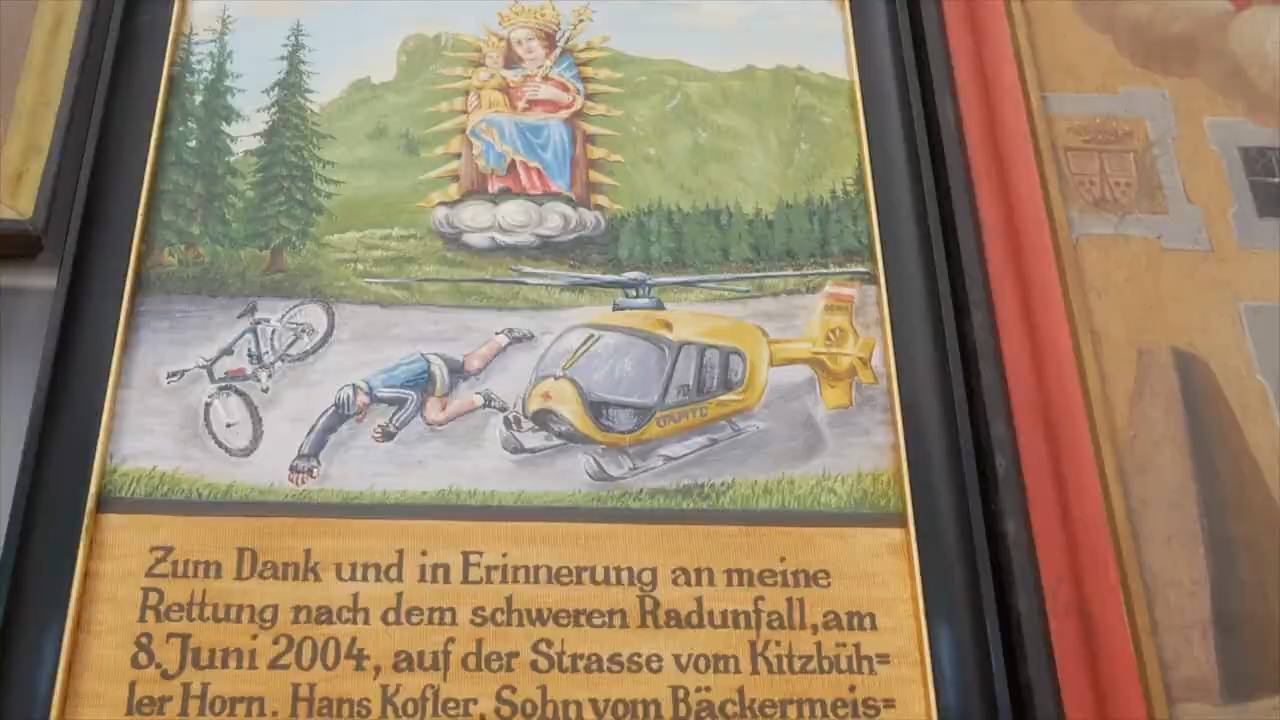 ÖAMTC
Zum Dank und in Erinnerung an meine
Rettung nach dem schweren Radunfall, am
8. Juni 2004, auf der Strasse vom Kitzbüh=
ler Horn. Hans Kofler, Sohn vom Bäckermeis=